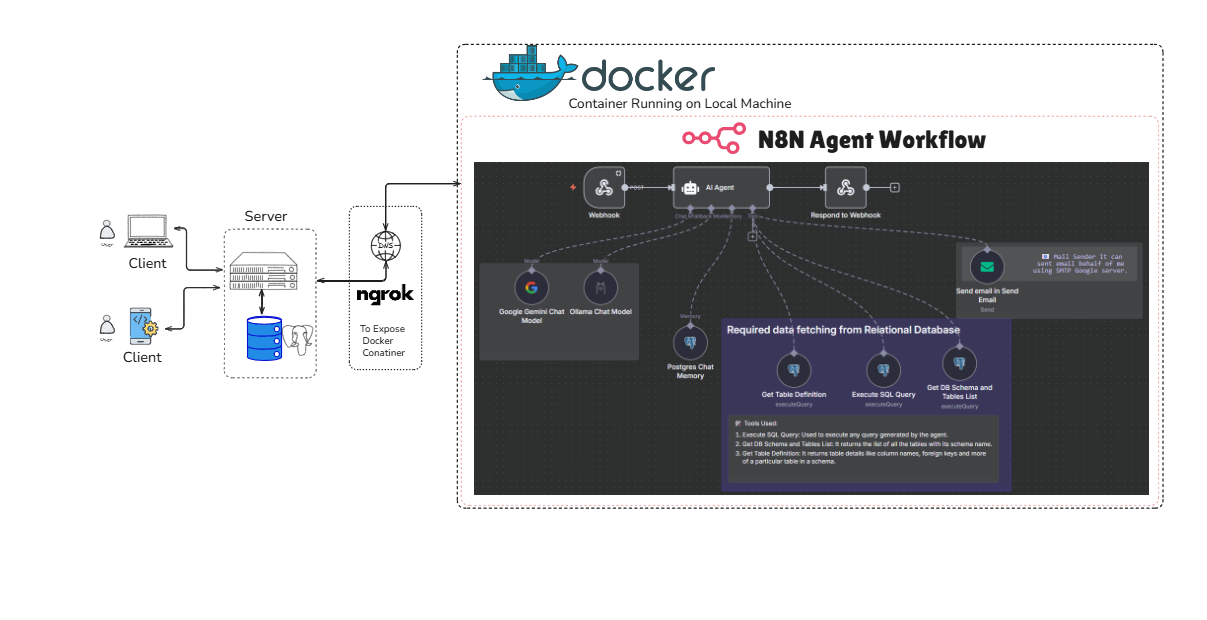 docker
Container Running on Local Machine
N8N Agent Workflow
Webhook
POST
AI Agent
Respond to Webhook
Memory
Server
User
Client
User
Client
DNS
ngrok
To Expose
Docker
Conatiner
Model
Model
Google Gemini Chat
Model
Ollama Chat Model
Memory
Postgres Chat
Memory
Send email in Send
Email
Send
Mail Sender it can
sent email behalf of me
using SMTP Google server.
Required data fetching from Relational Database
Get Table Definition
executeQuery
Execute SQL Query
executeQuery
Get DB Schema and
Tables List
executeQuery
Tools Used:
1. Execute SQL Query: Used to execute any query generated by the agent.
2. Get DB Schema and Tables List: It returns the list of all the tables with its schema name.
3. Get Table Definition: It returns table details like column names, foreign keys and more
of a particular table in a schema.